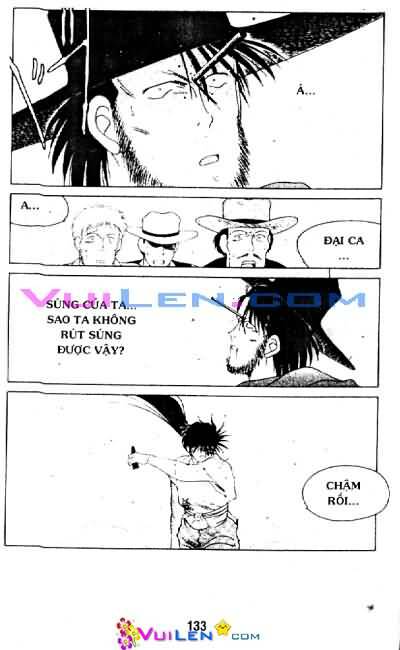 Á...
A...
ĐẠI CA
...
VUILEN.COM
SÚNG CỦA TA...
SAO TA KHÔNG
RÚT SÚNG
ĐƯỢC VẬY?
CHẬM
RỒI...
133
VUILEN.COM